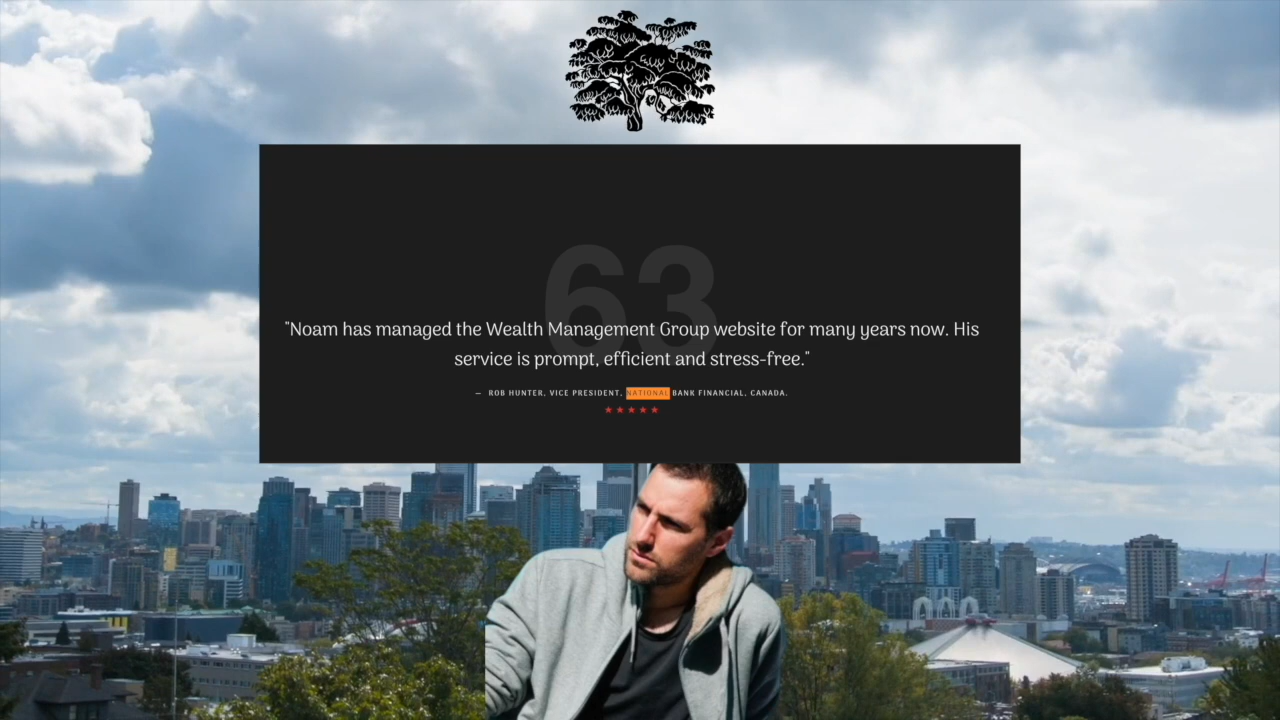 63
"Noam has managed the Wealth Management Group website for many years now. His
service is prompt, efficient and stress-free."
— ROB HUNTER, VICE PRESIDENT, NATIONAL BANK FINANCIAL, CANADA.